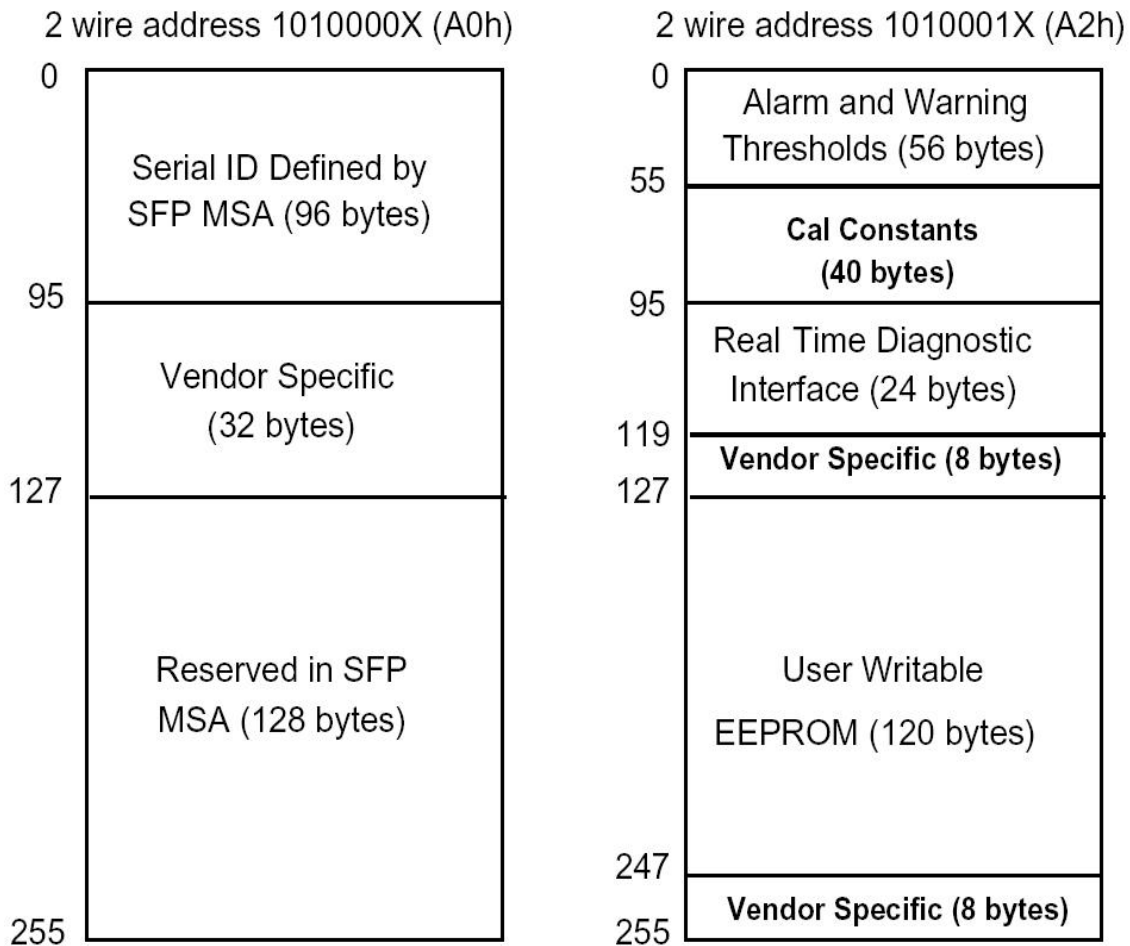 2 wire address 1010000X (A0h)
0
Serial ID Defined by
SFP MSA (96 bytes)
95
Vendor Specific
(32 bytes)
127
Reserved in SFP
MSA (128 bytes)
255
2 wire address 1010001X (A2h)
0
Alarm and Warning
Thresholds (56 bytes)
55
Cal Constants
(40 bytes)
95
Real Time Diagnostic
Interface (24 bytes)
119
Vendor Specific (8 bytes)
127
User Writable
EEPROM (120 bytes)
247
Vendor Specific (8 bytes)
255